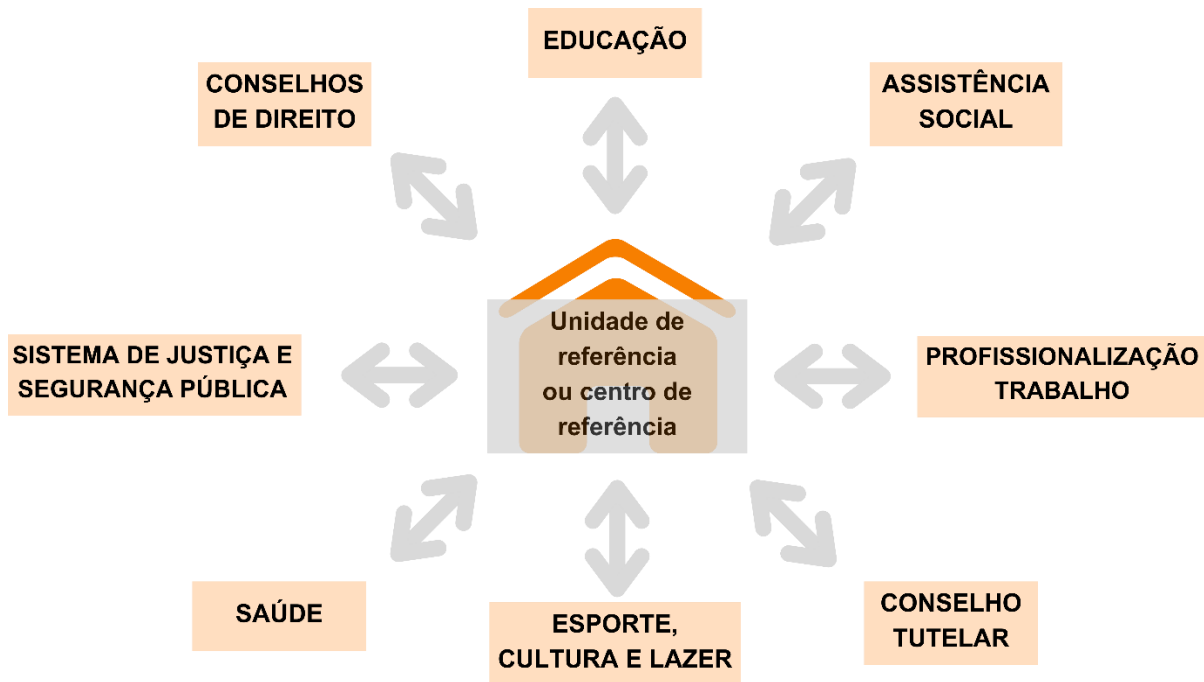 EDUCAÇÃO
CONSELHOS
DE DIREITO
ASSISTÊNCIA
SOCIAL
Unidade de
referência
ou centro de
referência
SISTEMA DE JUSTIÇA E
SEGURANÇA PÚBLICA
PROFISSIONALIZAÇÃO
TRABALHO
SAÚDE
ESPORTE,
CULTURA E LAZER
CONSELHO
TUTELAR